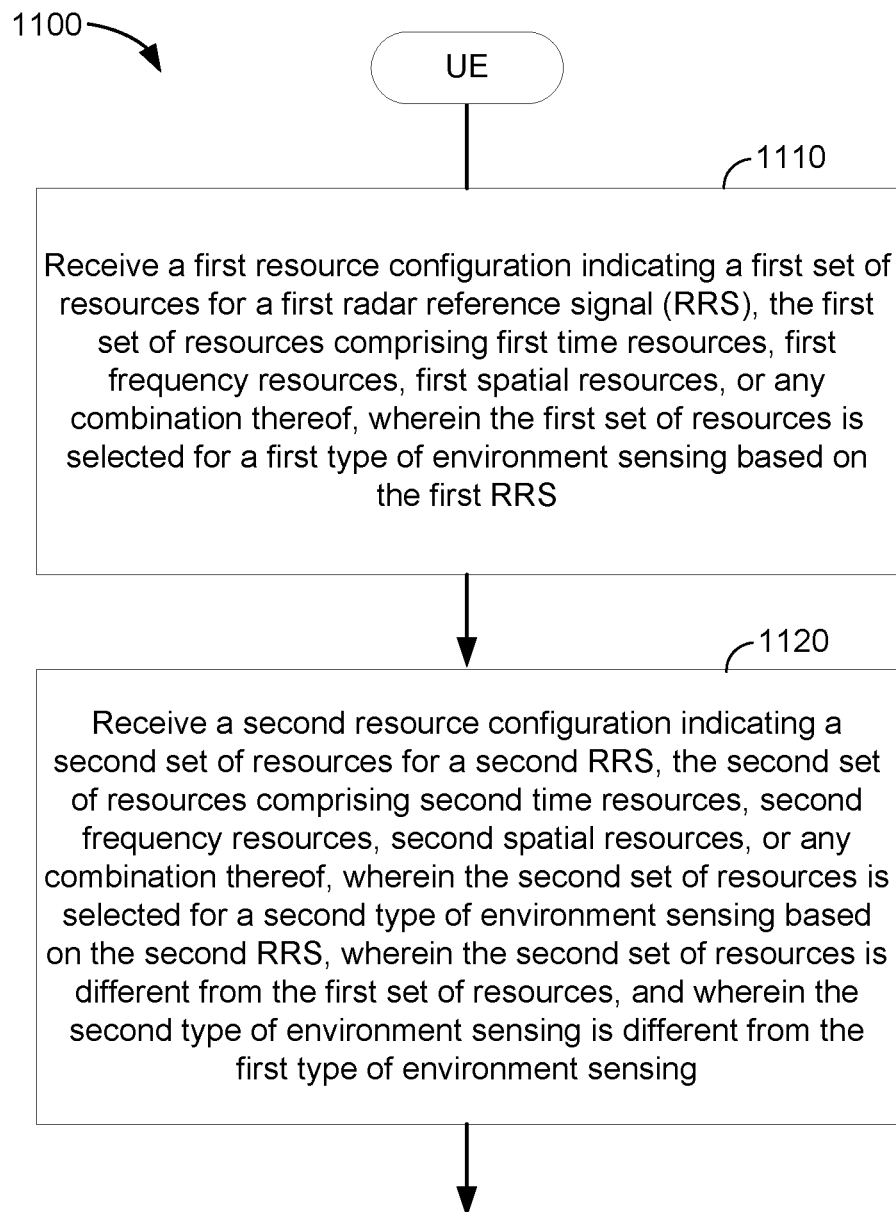 1100
UE
1110
Receive a first resource configuration indicating a first set of
resources for a first radar reference signal (RRS), the first
set of resources comprising first time resources, first
frequency resources, first spatial resources, or any
combination thereof, wherein the first set of resources is
selected for a first type of environment sensing based on
the first RRS
1120
Receive a second resource configuration indicating a
second set of resources for a second RRS, the second set
of resources comprising second time resources, second
frequency resources, second spatial resources, or any
combination thereof, wherein the second set of resources is
selected for a second type of environment sensing based
on the second RRS, wherein the second set of resources is
different from the first set of resources, and wherein the
second type of environment sensing is different from the
first type of environment sensing